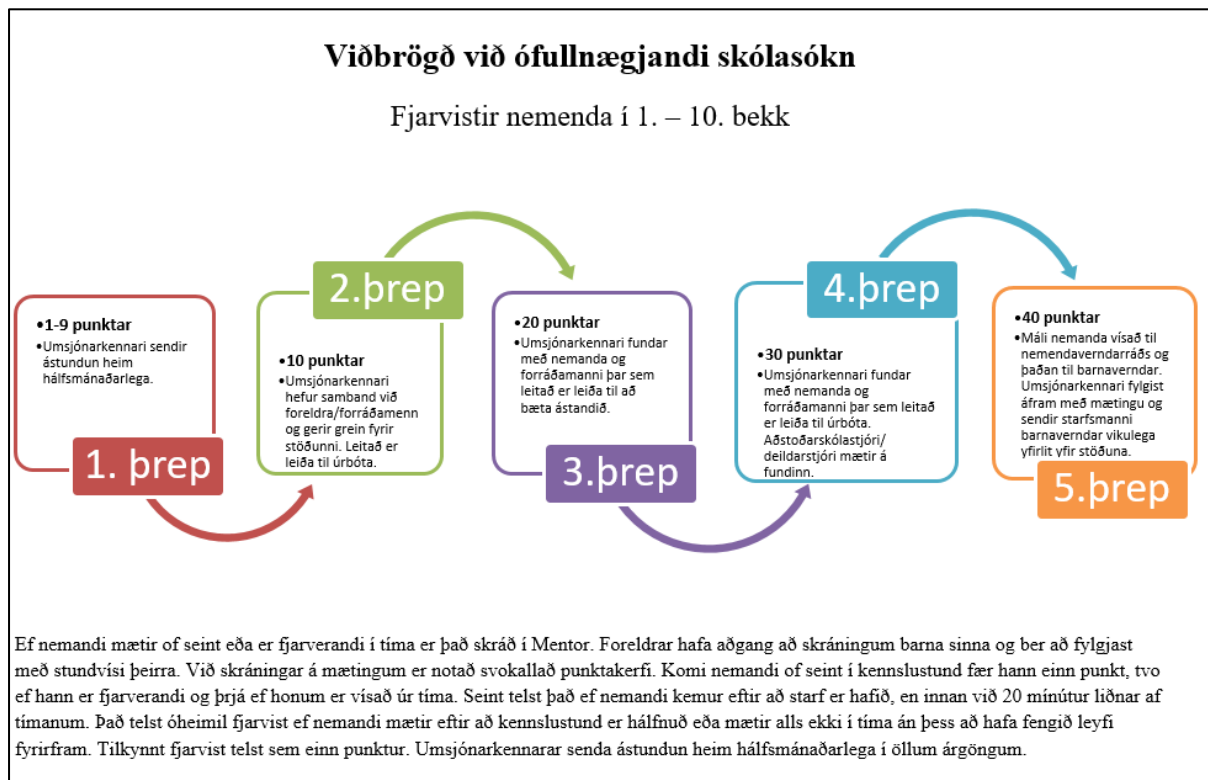 Viðbrögð við ófullnægjandi skólasókn
Fjarvistir nemenda í 1. – 10. bekk
•1-9 punktar
•Umsjónarkennari sendir
ástundun heim
hálfsmánaðarlega.
1. þrep
2.þrep
•10 punktar
•Umsjónarkennari
hefur samband við
foreldra/forráðamenn
og gerir grein fyrir
stöðunni. Leitað er
leiða til úrbóta.
•20 punktar
•Umsjónarkennari fundar
með nemanda og
forráðamanni þar sem
leitað er leiða til að
bæta ástandið.
3.þrep
4.þrep
•30 punktar
•Umsjónarkennari fundar
með nemanda og
forráðamanni þar sem leitað
er leiða til úrbóta.
Aðstoðarskólastjóri/
deildarstjóri mætir á
fundinn.
•40 punktar
•Máli nemanda vísað til
nemendaverndarráðs og
þaðan til barnaverndar.
Umsjónarkennari fylgist
áfram með mætingu og
sendir starfsmanni
barnaverndar vikulega
yfirlit yfir stöðuna.
5.þrep
Ef nemandi mætir of seint eða er fjarverandi í tíma er það skráð í Mentor. Foreldrar hafa aðgang að skráningum barna sinna og ber að fylgjast
með stundvísi þeirra. Við skráningar á mætingum er notað svokallað punktakerfi. Komi nemandi of seint í kennslustund fær hann einn punkt, tvo
ef hann er fjarverandi og þrjá ef honum er vísað úr tíma. Seint telst það ef nemandi kemur eftir að starf er hafið, en innan við 20 mínútur liðnar af
tímanum. Það telst óheimil fjarvist ef nemandi mætir eftir að kennslustund er hálfnuð eða mætir alls ekki í tíma án þess að hafa fengið leyfi
fyrirfram. Tilkynnt fjarvist telst sem einn punktur. Umsjónarkennarar senda ástundun heim hálfsmánaðarlega í öllum árgöngum.